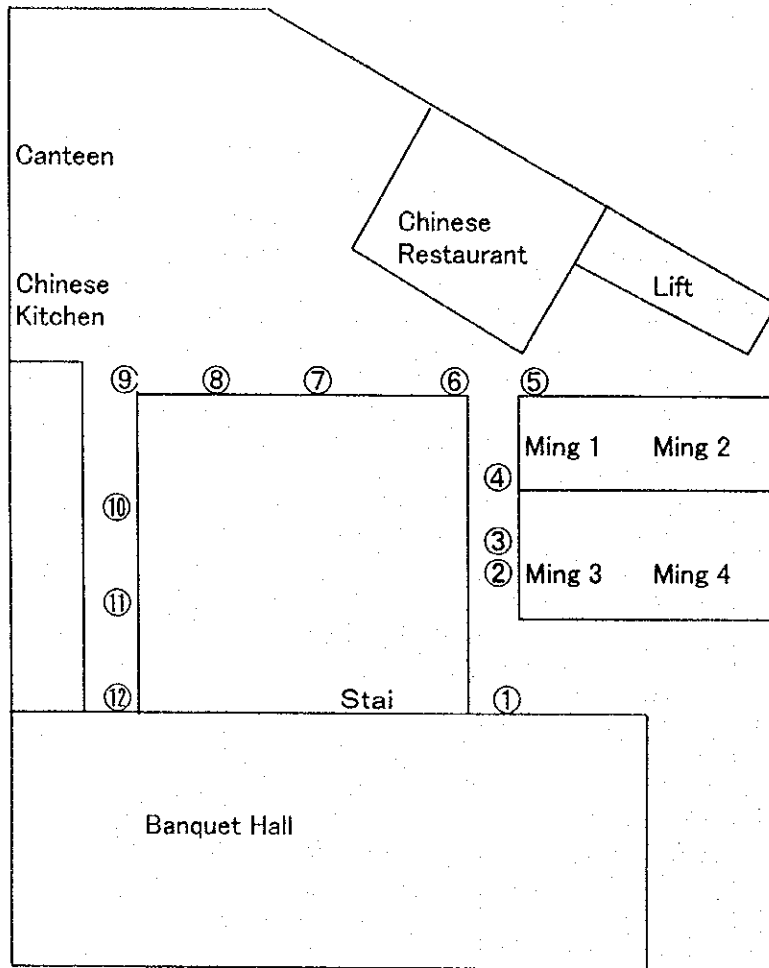 Canteen
Chinese
Restaurant
Lift
Chinese
Kitchen
⑨ ⑧ ⑦ ⑥ ⑤
Ming 1 Ming 2
④
⑩
③
② Ming 3 Ming 4
⑪
⑫ Stai ①
Banquet Hall